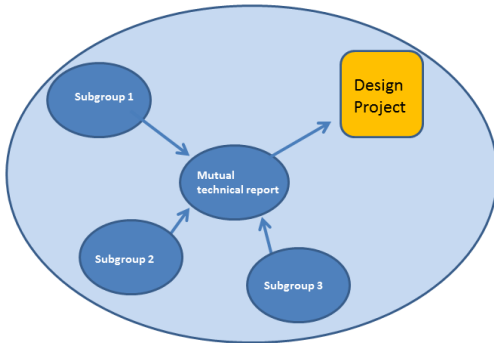 Subgroup 1
Design
Project
Mutual
technical report
Subgroup 2
Subgroup 3